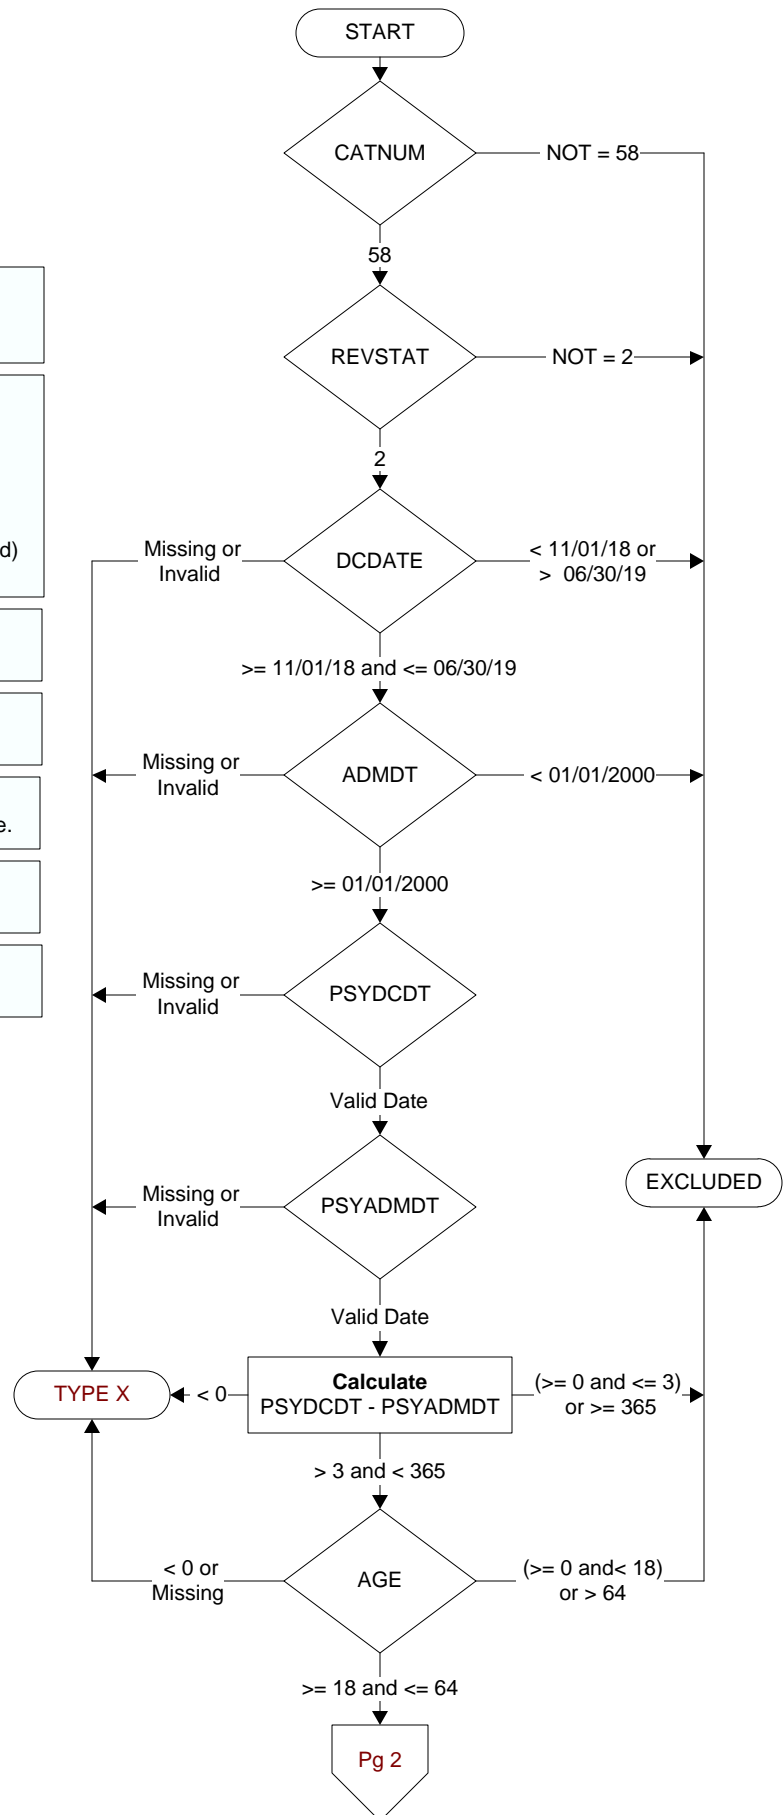 START
CATNUM
NOT = 58
58
REVSTAT
NOT = 2
2
d)
Missing or
Invalid
DCDATE
< 11/01/18 or
> 06/30/19
>= 11/01/18 and <= 06/30/19
Missing or
Invalid
ADMDT
< 01/01/2000
e.
>= 01/01/2000
Missing or
Invalid
PSYDCDT
Valid Date
Missing or
Invalid
PSYADMDT
EXCLUDED
Valid Date
TYPE X
< 0
Calculate
PSYDCDT - PSYADMDT
(>= 0 and <= 3)
or >= 365
> 3 and < 365
< 0 or
Missing
AGE
(>= 0 and< 18)
or > 64
>= 18 and <= 64
Pg 2